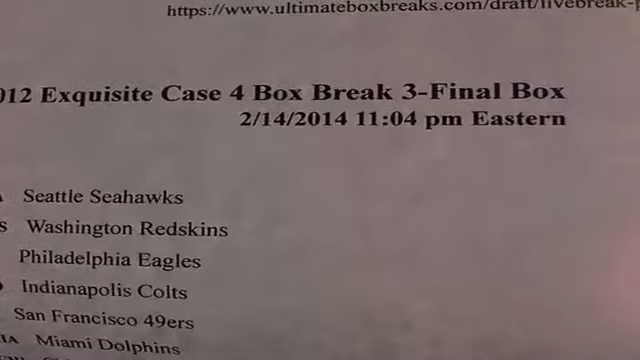 https://www.ultimateboxbreaks.com/draft/livebreak-p
012 Exquisite Case 4 Box Break 3-Final Box
2/14/2014 11:04 pm Eastern
Seattle Seahawks
S Washington Redskins
Philadelphia Eagles
Indianapolis Colts
San Francisco 49ers
IA Miami Dolphins